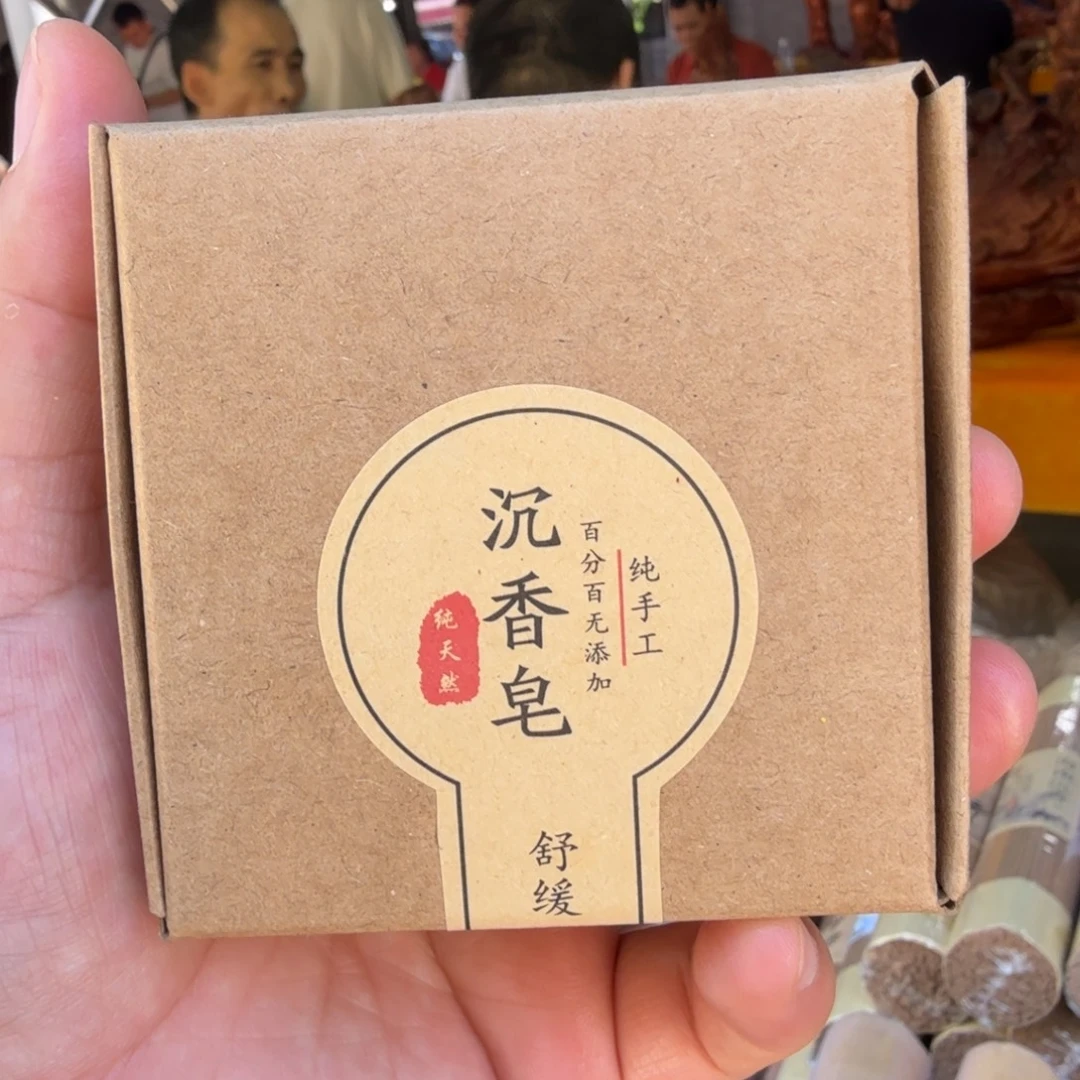 纯手工
百分百无添加
沉香皂
纯天然
舒缓